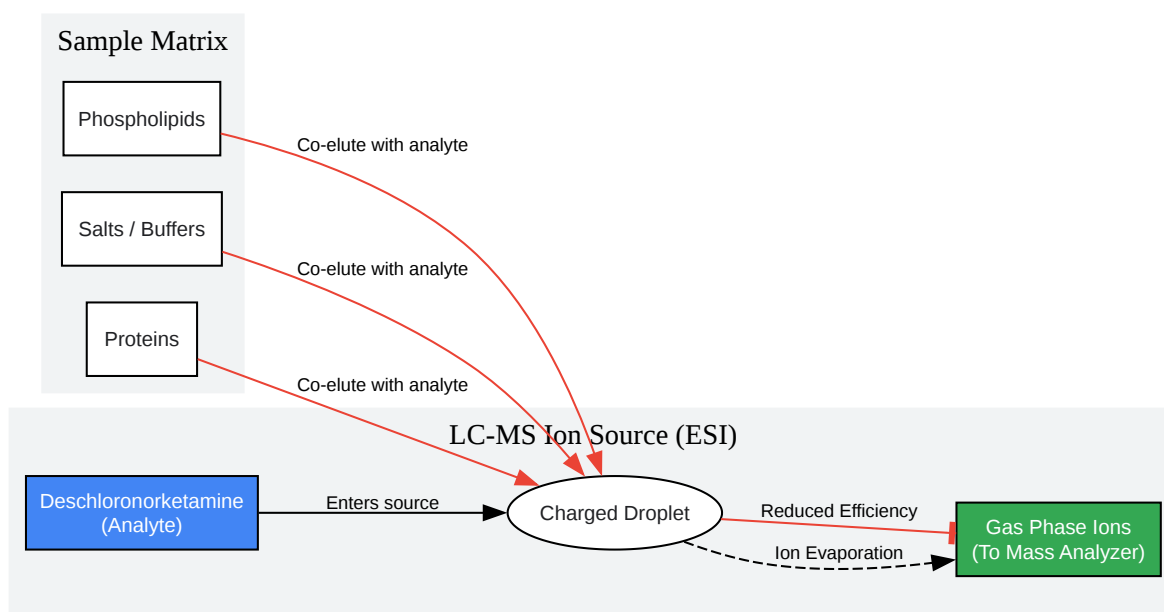 Sample Matrix
Phospholipids
Co-elute with analyte
Salts / Buffers
Co-elute with analyte
Proteins
Co-elute with analyte
LC-MS Ion Source (ESI)
Deschloronorketamine
(Analyte)
Enters source
Charged Droplet
Reduced Efficiency
Ion Evaporation
Gas Phase Ions
(To Mass Analyzer)